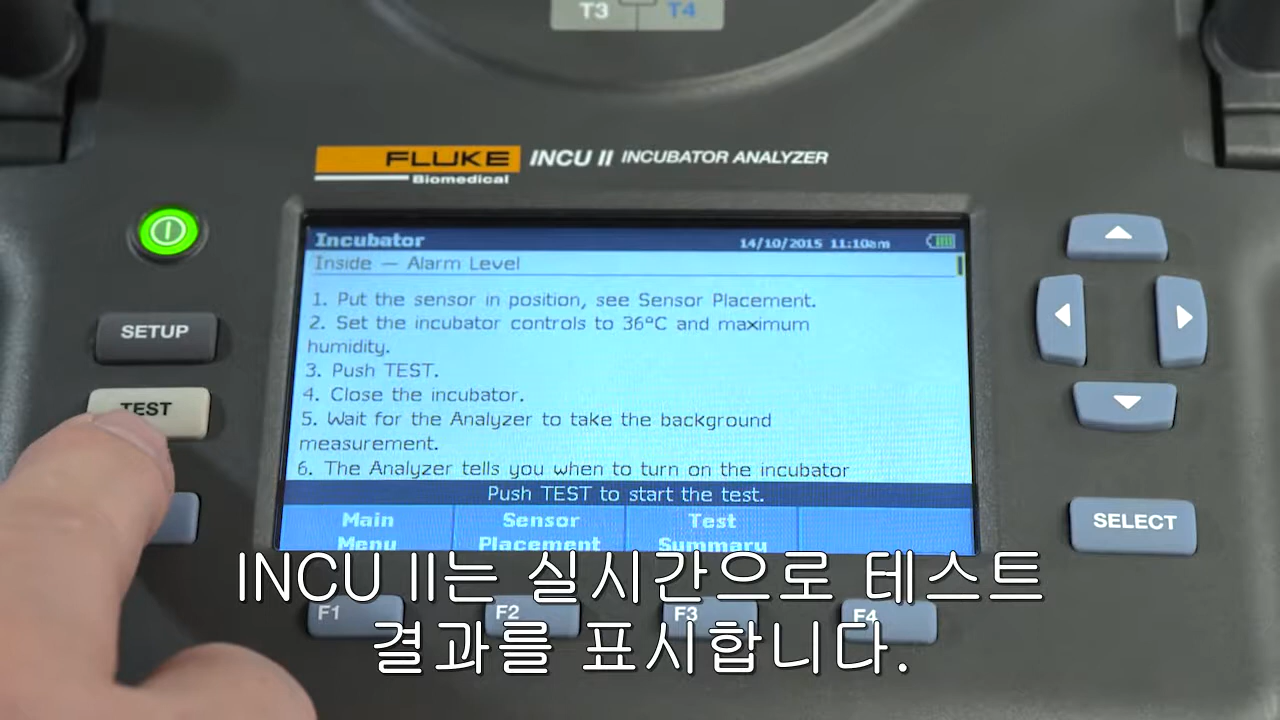 T3 T4
FLUKE INCU II INCUBATOR ANALYZER
Biomedical
Incubator 14/10/2015 11:10am
Inside — Alarm Level
1. Put the sensor in position, see Sensor Placement.
2. Set the incubator controls to 36°C and maximum
humidity.
3. Push TEST.
4. Close the incubator.
5. Wait for the Analyzer to take the background
measurement.
6. The Analyzer tells you when to turn on the incubator
Push TEST to start the test.
Main Menu
Sensor Placement
Test Summary
SETUP
TEST
SELECT
F1 F2 F3 F4
INCU II는 실시간으로 테스트
결과를 표시합니다.